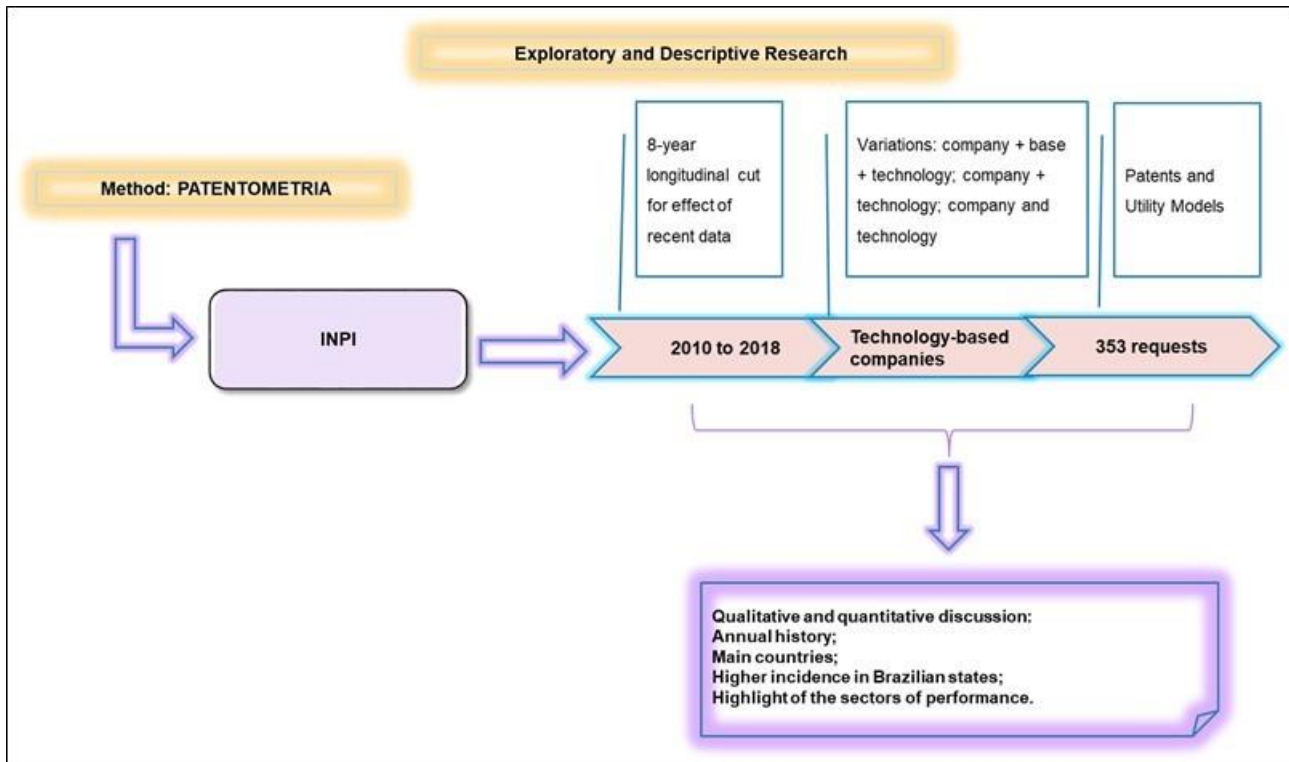 Exploratory and Descriptive Research
Method: PATENTOMETRIA
8-year
longitudinal cut
for effect of
recent data
Variations: company + base
+ technology; company +
technology; company and
technology
Patents and
Utility Models
INPI
2010 to 2018
Technology-based
companies
353 requests
Qualitative and quantitative discussion:
Annual history;
Main countries;
Higher incidence in Brazilian states;
Highlight of the sectors of performance.